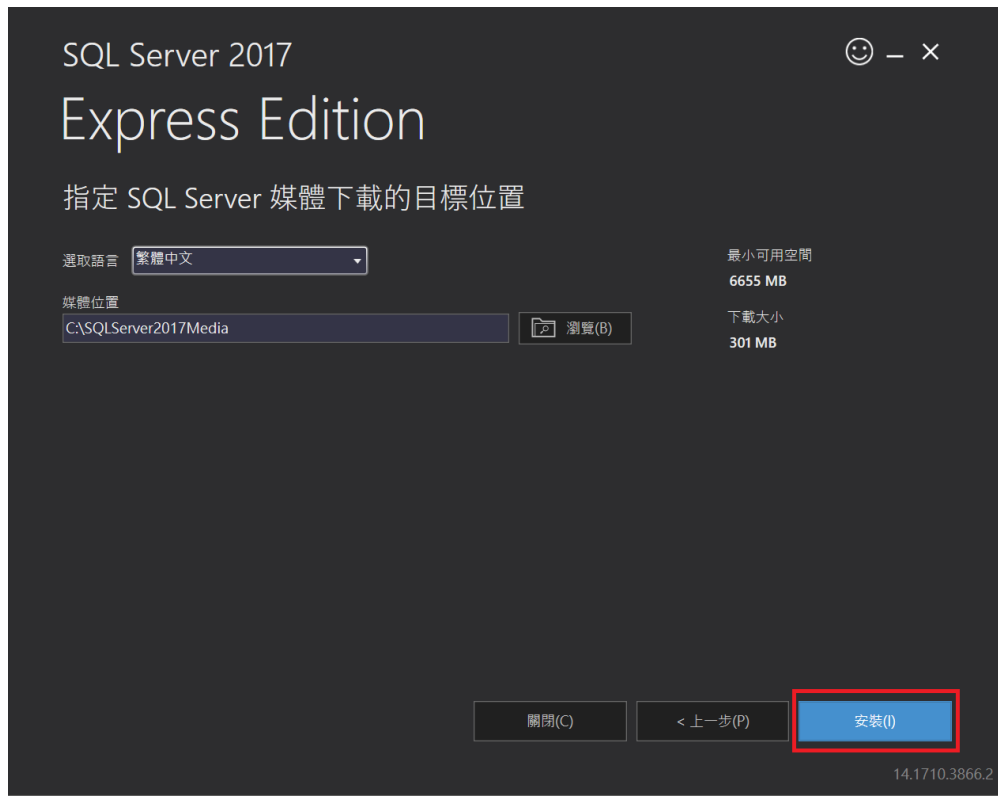 SQL Server 2017
Express Edition
指定 SQL Server 媒體下載的目標位置
選取語言 繁體中文
最小可用空間
6655 MB
媒體位置
C:\SQLServer2017Media
瀏覽(B)
下載大小
301 MB
關閉(C)
< 上一步(P)
安裝(I)
14.1710.3866.2